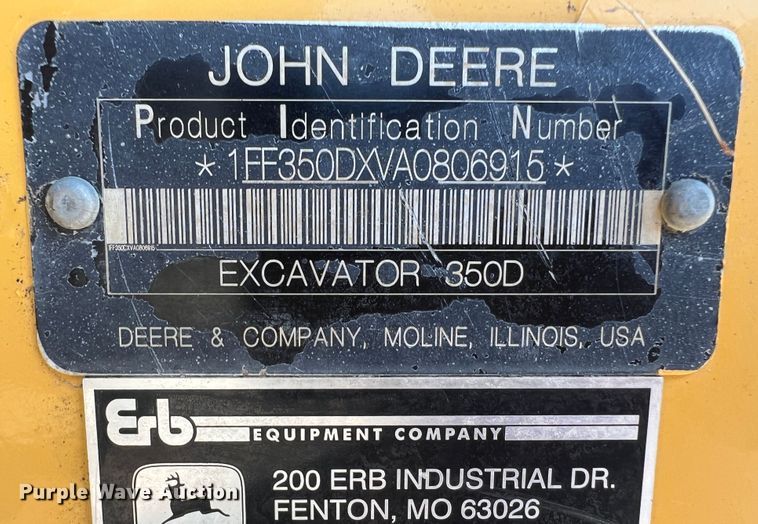 JOHN DEERE
Product Identification Number
*1FF350DXVA0806915*
EXCAVATOR 350D
DEERE & COMPANY, MOLINE, ILLINOIS, USA
Erb
EQUIPMENT COMPANY
200 ERB INDUSTRIAL DR.
FENTON, MO 63026
Purple Wave Auction